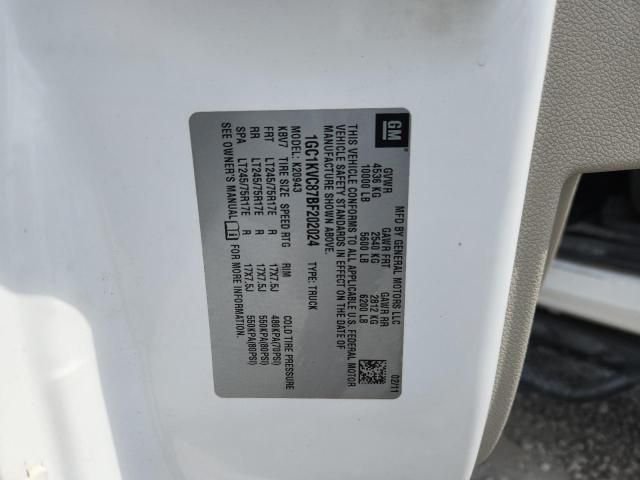 GM
MFD BY GENERAL MOTORS LLC
02/11
GVWR GAWR FRT GAWR RR
4536 KG 2540 KG 2812 KG
10000 LB 5600 LB 6200 LB
THIS VEHICLE CONFORMS TO ALL APPLICABLE U.S. FEDERAL MOTOR
VEHICLE SAFETY STANDARDS IN EFFECT ON THE DATE OF
MANUFACTURE SHOWN ABOVE.
1GC1KVC87BF202024 TYPE: TRUCK
MODEL: K20943
KBV7 TIRE SIZE SPEED RTG RIM COLD TIRE PRESSURE
FRT LT245/75R17E R 17X7.5J 480KPA(70PSI)
RR LT245/75R17E R 17X7.5J 550KPA(80PSI)
SPA LT245/75R17E R 17X7.5J 550KPA(80PSI)
SEE OWNER'S MANUAL